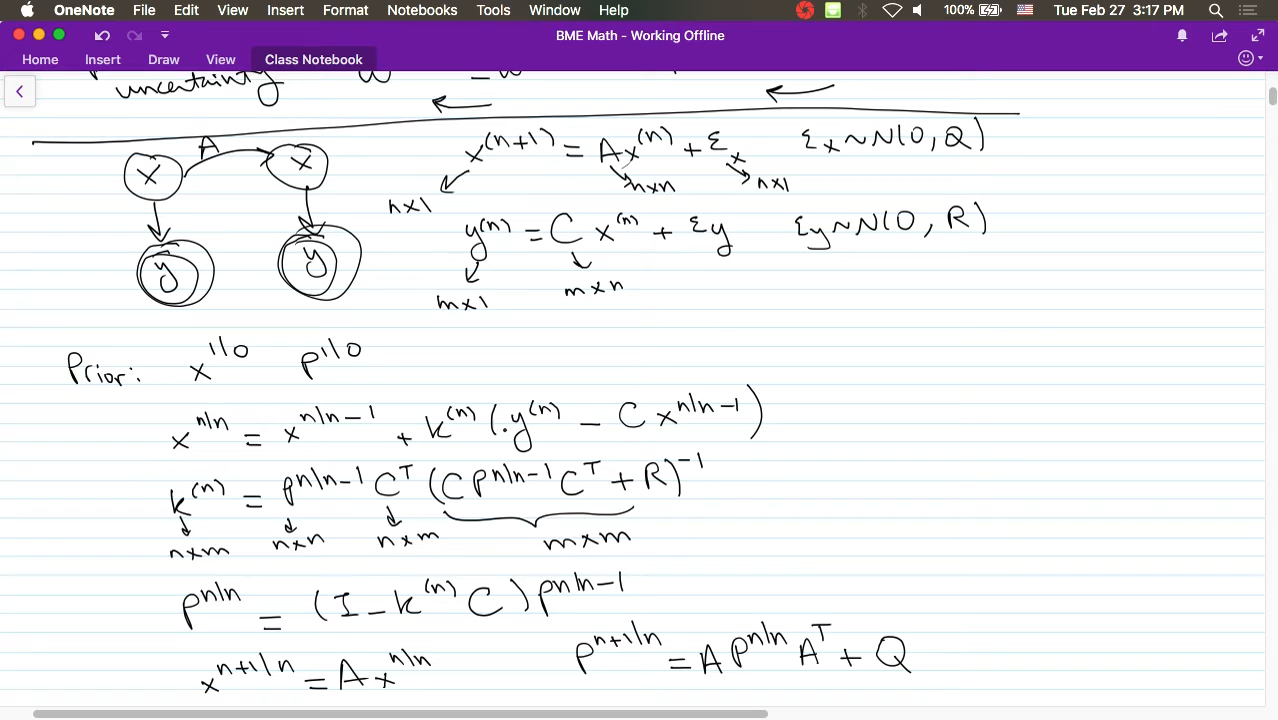 OneNote File Edit View Insert Format Notebooks Tools Window Help 100% Tue Feb 27 3:17 PM
BME Math - Working Offline
Home Insert Draw View Class Notebook
uncertainty
A
x x x^(n+1) = A x^(n) + ε_x ε_x ~ N(0, Q)
n×1 n×n n×1
y y y^(n) = C x^(n) + ε_y ε_y ~ N(0, R)
m×1 m×n
Prior: x^1|0 P^1|0
x^n|n = x^n|n-1 + k^(n) (y^(n) - C x^n|n-1)
k^(n) = P^n|n-1 C^T (C P^n|n-1 C^T + R)^-1
n×m n×n n×m m×m
P^n|n = (I - k^(n) C) P^n|n-1
x^n+1|n = A x^n|n P^n+1|n = A P^n|n A^T + Q